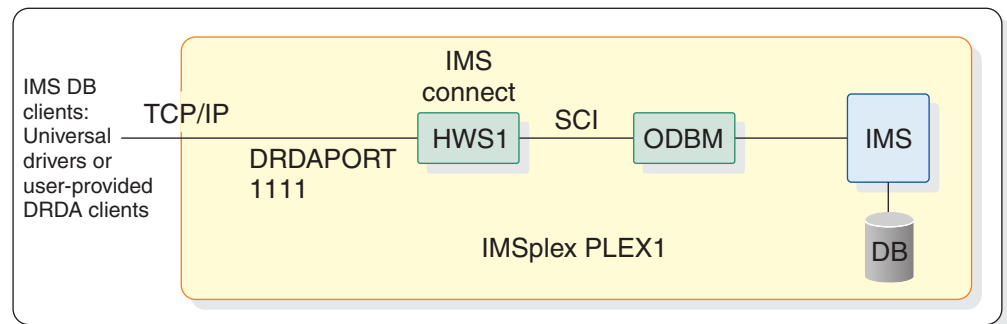 IMS DB
clients:
Universal
drivers or
user-provided
DRDA clients
TCP/IP
DRDAPORT
1111
IMS
connect
HWS1
SCI
ODBM
IMS
DB
IMSplex PLEX1